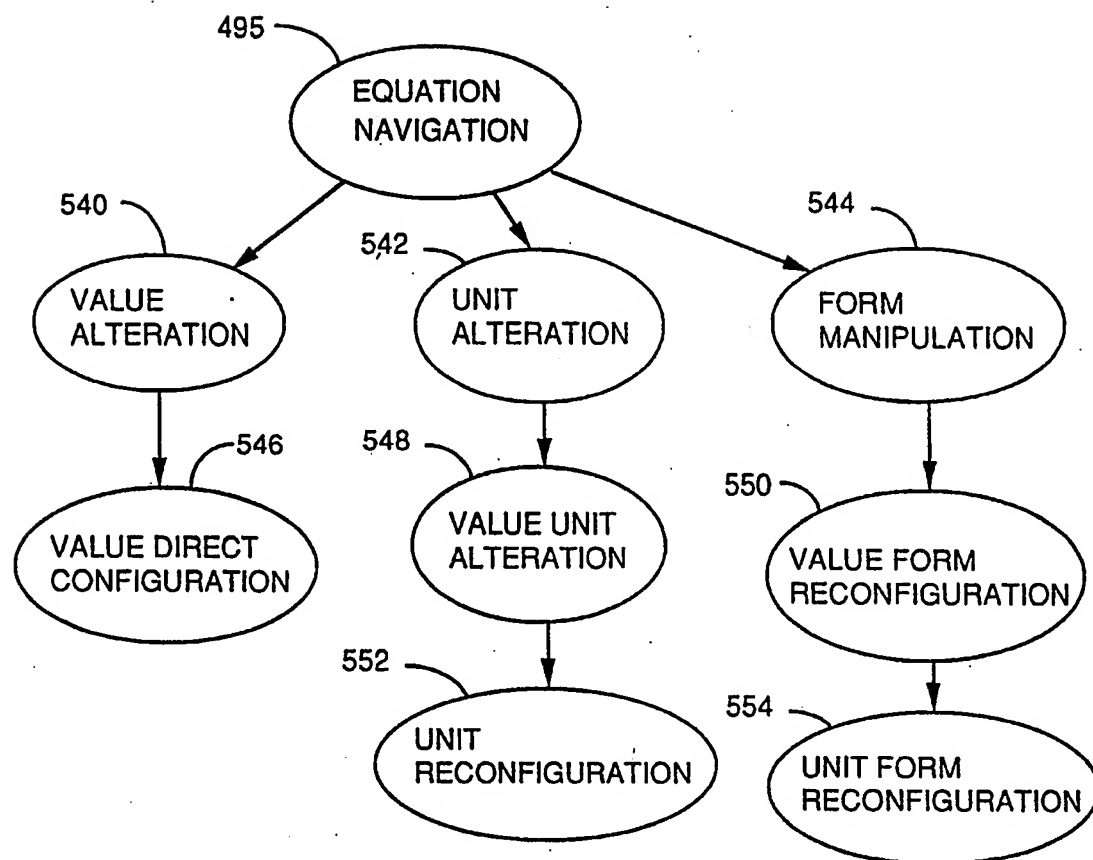 495
EQUATION
NAVIGATION
540
VALUE
ALTERATION
542
UNIT
ALTERATION
544
FORM
MANIPULATION
546
VALUE DIRECT
CONFIGURATION
548
VALUE UNIT
ALTERATION
550
VALUE FORM
RECONFIGURATION
552
UNIT
RECONFIGURATION
554
UNIT FORM
RECONFIGURATION